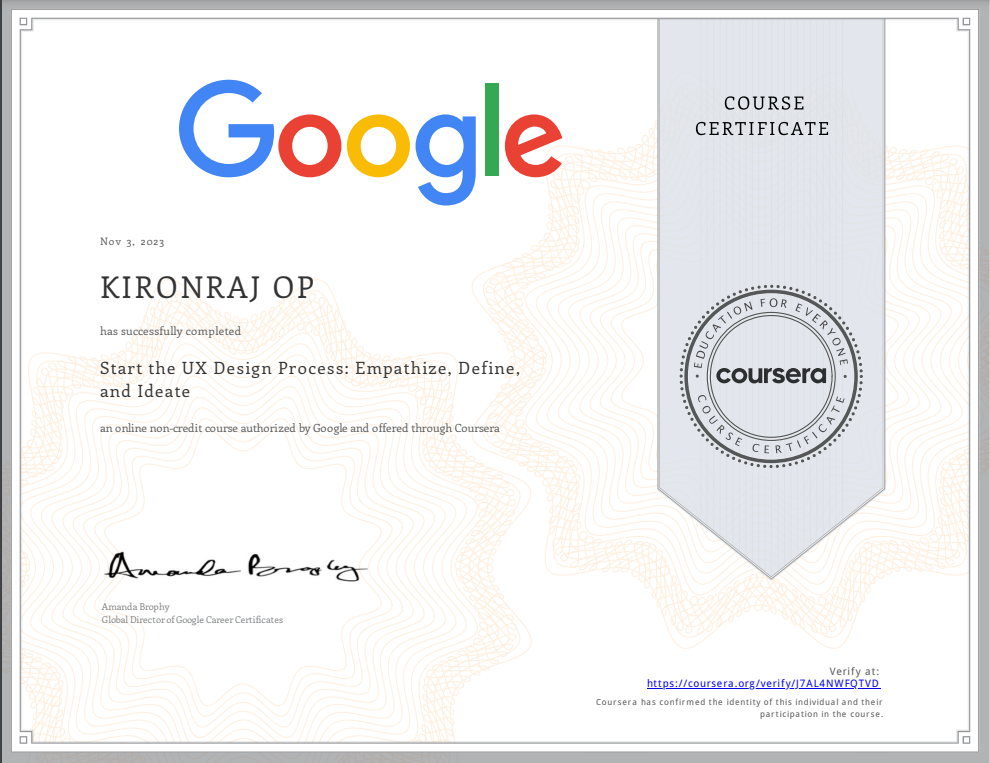 Google
COURSE
CERTIFICATE
Nov 3, 2023
KIRONRAJ OP
has successfully completed
Start the UX Design Process: Empathize, Define,
and Ideate
an online non-credit course authorized by Google and offered through Coursera
EDUCATION FOR EVERYONE
coursera
COURSE CERTIFICATE
Amanda Brophy
Amanda Brophy
Global Director of Google Career Certificates
Verify at:
https://coursera.org/verify/J7AL4NWFQTVD
Coursera has confirmed the identity of this individual and their
participation in the course.